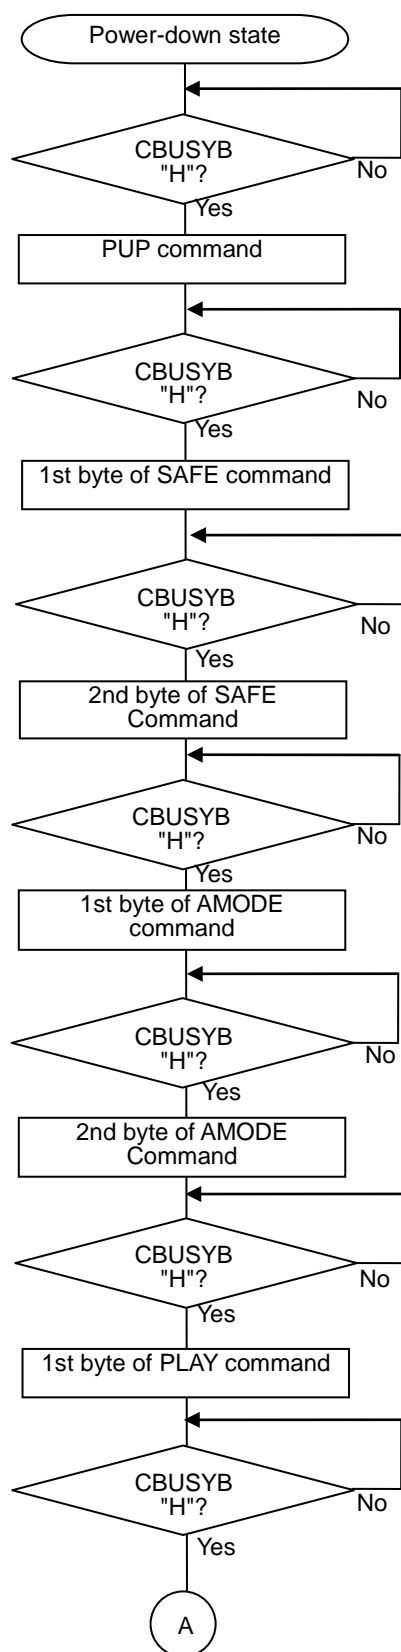 Power-down state
CBUSYB
"H"?
No
Yes
PUP command
CBUSYB
"H"?
No
Yes
1st byte of SAFE command
CBUSYB
"H"?
No
Yes
2nd byte of SAFE
Command
CBUSYB
"H"?
No
Yes
1st byte of AMODE
command
CBUSYB
"H"?
No
Yes
2nd byte of AMODE
Command
CBUSYB
"H"?
No
Yes
1st byte of PLAY command
CBUSYB
"H"?
No
Yes
A